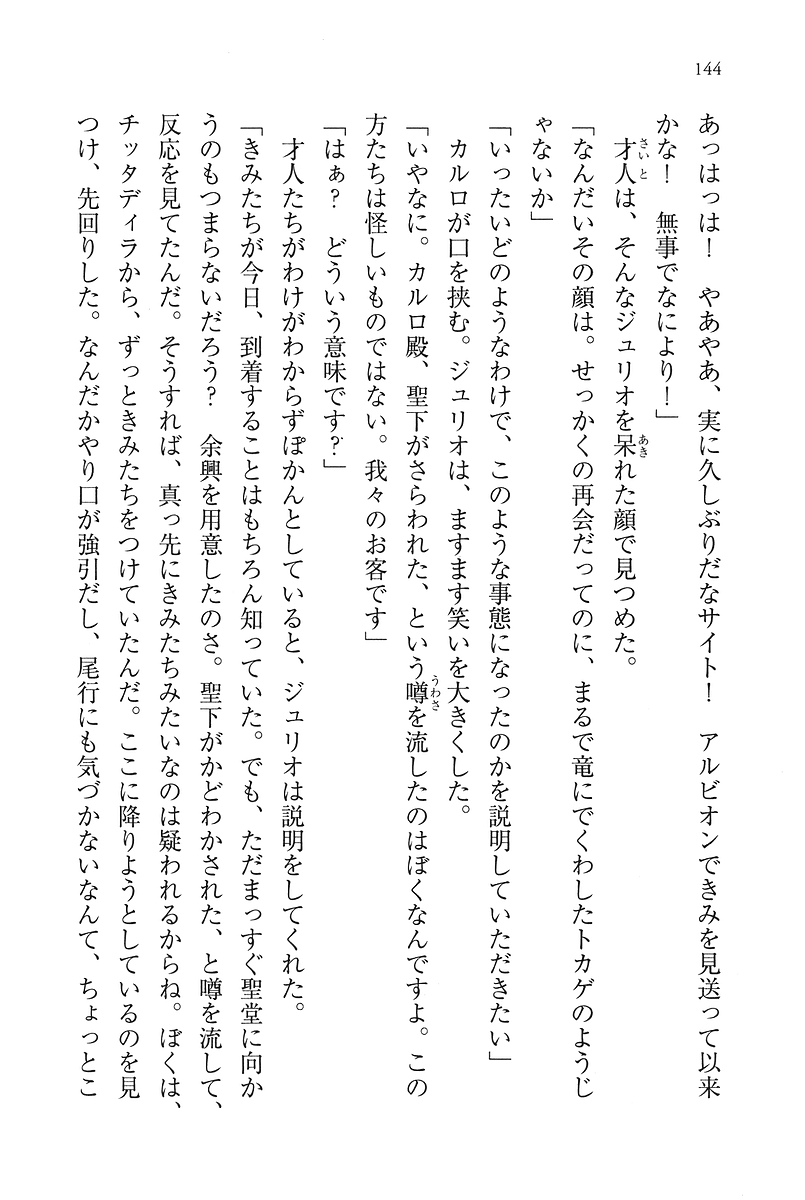 144
あっはっは！　やあやあ、実に久しぶりだなサイト！　アルビオンできみを見送って以来
かな！　無事でなにより！」
　才人は、そんなジュリオを呆れた顔で見つめた。
「なんだいその顔は。せっかくの再会だってのに、まるで竜にでくわしたトカゲのようじ
ゃないか」
「いったいどのようなわけで、このような事態になったのかを説明していただきたい」
　カルロが口を挟む。ジュリオは、ますます笑いを大きくした。
「いやなに。カルロ殿、聖下がさらわれた、という噂を流したのはぼくなんですよ。この
方たちは怪しいものではない。我々のお客です」
「はぁ？　どういう意味です？」
　才人たちがわけがわからずぽかんとしていると、ジュリオは説明をしてくれた。
「きみたちが今日、到着することはもちろん知っていた。でも、ただまっすぐ聖堂に向か
うのもつまらないだろう？　余興を用意したのさ。聖下がかどわかされた、と噂を流して、
反応を見てたんだ。そうすれば、真っ先にきみたちみたいなのは疑われるからね。ぼくは、
チッタディラから、ずっときみたちをつけていたんだ。ここに降りようとしているのを見
つけ、先回りした。なんだかやり口が強引だし、尾行にも気づかないなんて、ちょっとこ